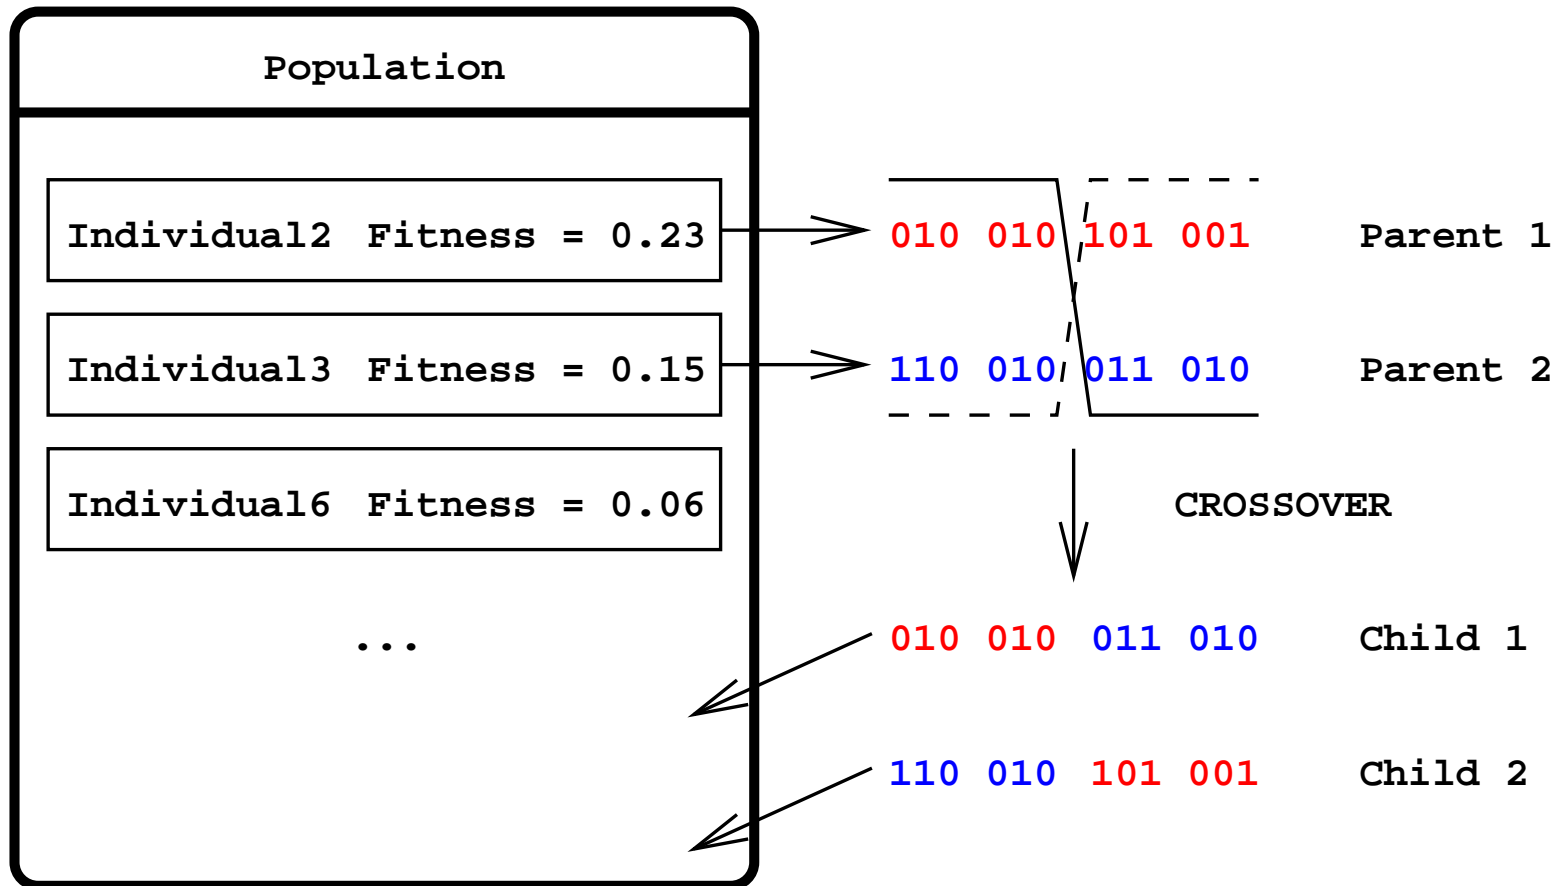 Population
Individual2 Fitness = 0.23 010 010 101 001 Parent 1
Individual3 Fitness = 0.15 110 010 011 010 Parent 2
Individual6 Fitness = 0.06 CROSSOVER
... 010 010 011 010 Child 1
110 010 101 001 Child 2